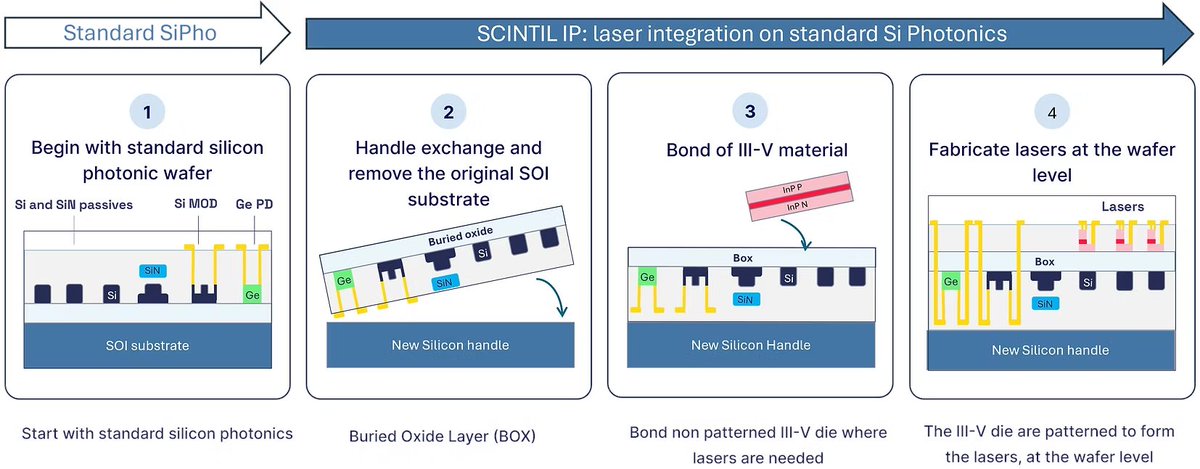 Standard SiPho
SCINTIL IP: laser integration on standard Si Photonics
1
Begin with standard silicon
photonic wafer
Si and SiN passives
Si MOD
Ge PD
SiN
Si
Ge
SOI substrate
Start with standard silicon photonics
2
Handle exchange and
remove the original SOI
substrate
Buried oxide
Ge
SiN
Si
New Silicon handle
Buried Oxide Layer (BOX)
3
Bond of III-V material
InP P
InP N
Box
Ge
Si
SiN
New Silicon Handle
Bond non patterned III-V die where
lasers are needed
4
Fabricate lasers at the wafer
level
Lasers
Box
Ge
Si
SiN
New Silicon handle
The III-V die are patterned to form
the lasers, at the wafer level